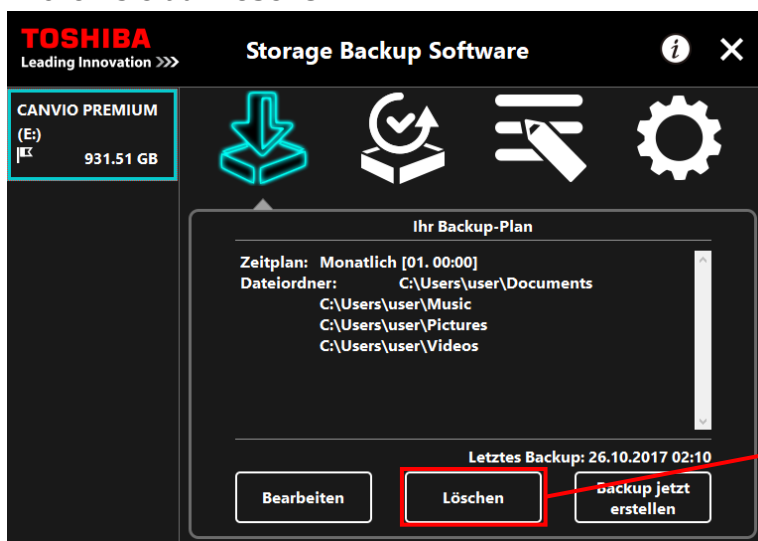 TOSHIBA
Leading Innovation >>>
Storage Backup Software
i
CANVIO PREMIUM
(E:)
931.51 GB
Ihr Backup-Plan
Zeitplan: Monatlich [01. 00:00]
Dateiordner: C:\Users\user\Documents
C:\Users\user\Music
C:\Users\user\Pictures
C:\Users\user\Videos
Letztes Backup: 26.10.2017 02:10
Bearbeiten
Löschen
Backup jetzt
erstellen